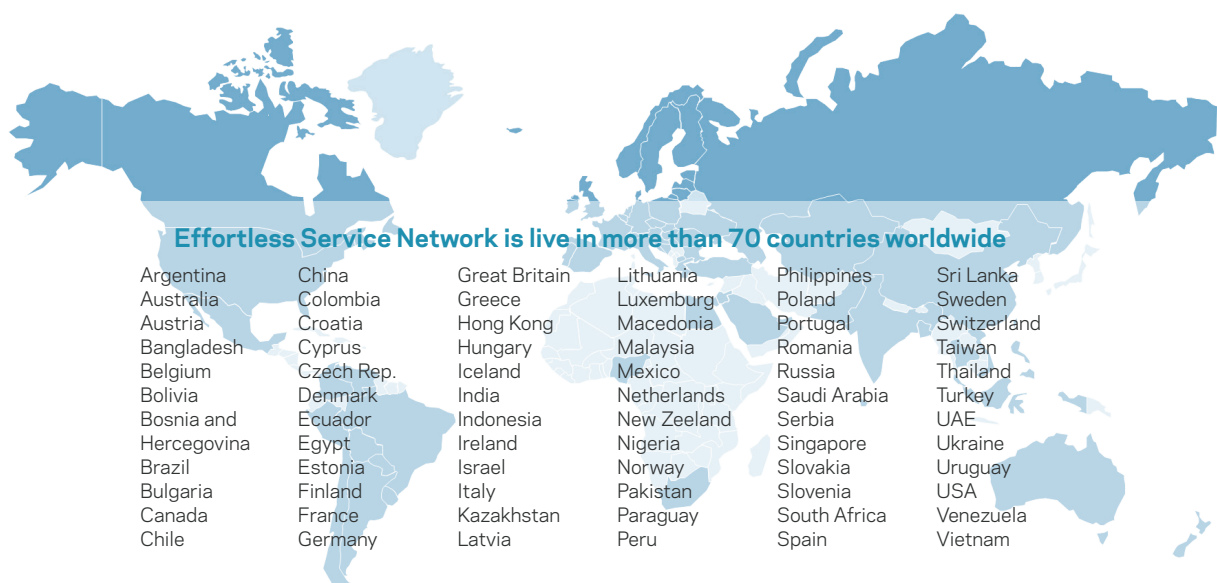 Effortless Service Network is live in more than 70 countries worldwide
Argentina
Australia
Austria
Bangladesh
Belgium
Bolivia
Bosnia and
Hercegovina
Brazil
Bulgaria
Canada
Chile
China
Colombia
Croatia
Cyprus
Czech Rep.
Denmark
Ecuador
Egypt
Estonia
Finland
France
Germany
Great Britain
Greece
Hong Kong
Hungary
Iceland
India
Indonesia
Ireland
Israel
Italy
Kazakhstan
Latvia
Lithuania
Luxemburg
Macedonia
Malaysia
Mexico
Netherlands
New Zeeland
Nigeria
Norway
Pakistan
Paraguay
Peru
Philippines
Poland
Portugal
Romania
Russia
Saudi Arabia
Serbia
Singapore
Slovakia
Slovenia
South Africa
Spain
Sri Lanka
Sweden
Switzerland
Taiwan
Thailand
Turkey
UAE
Ukraine
Uruguay
USA
Venezuela
Vietnam